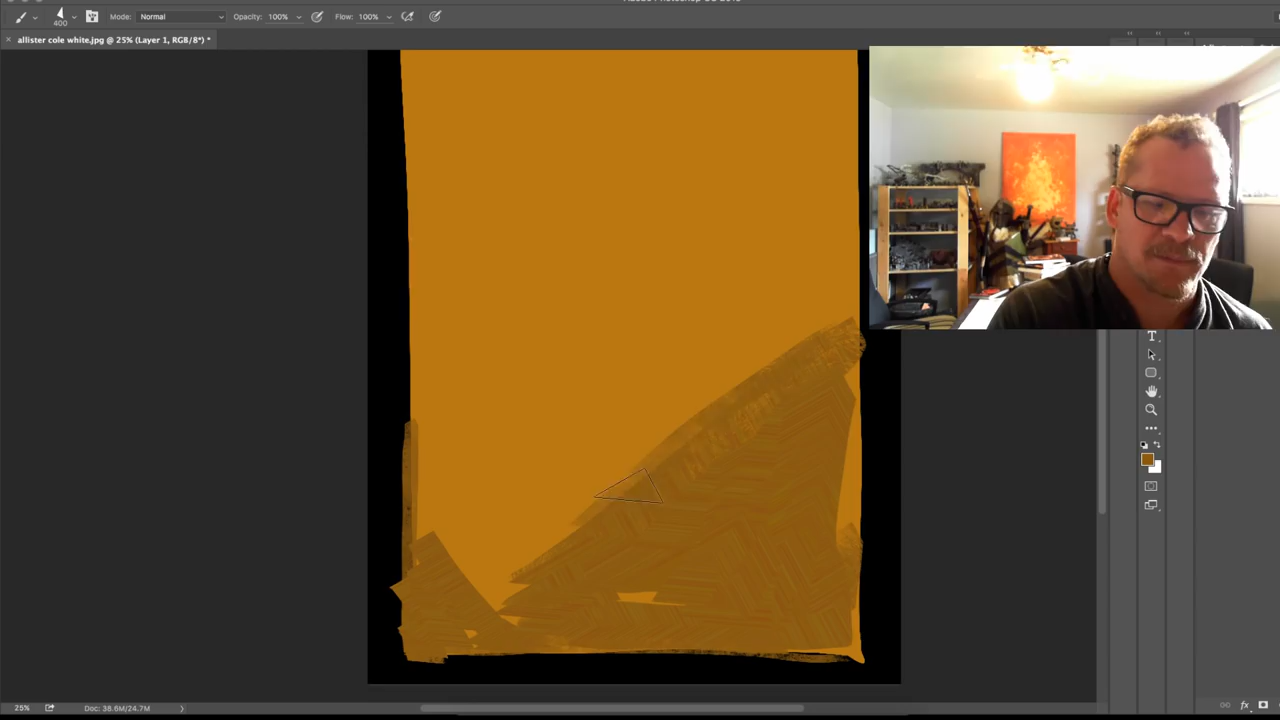 Mode: Normal Opacity: 100% Flow: 100%
400
× allister cole white.jpg @ 25% (Layer 1, RGB/8*) *
T
25% Doc: 38.6M/24.7M
fx